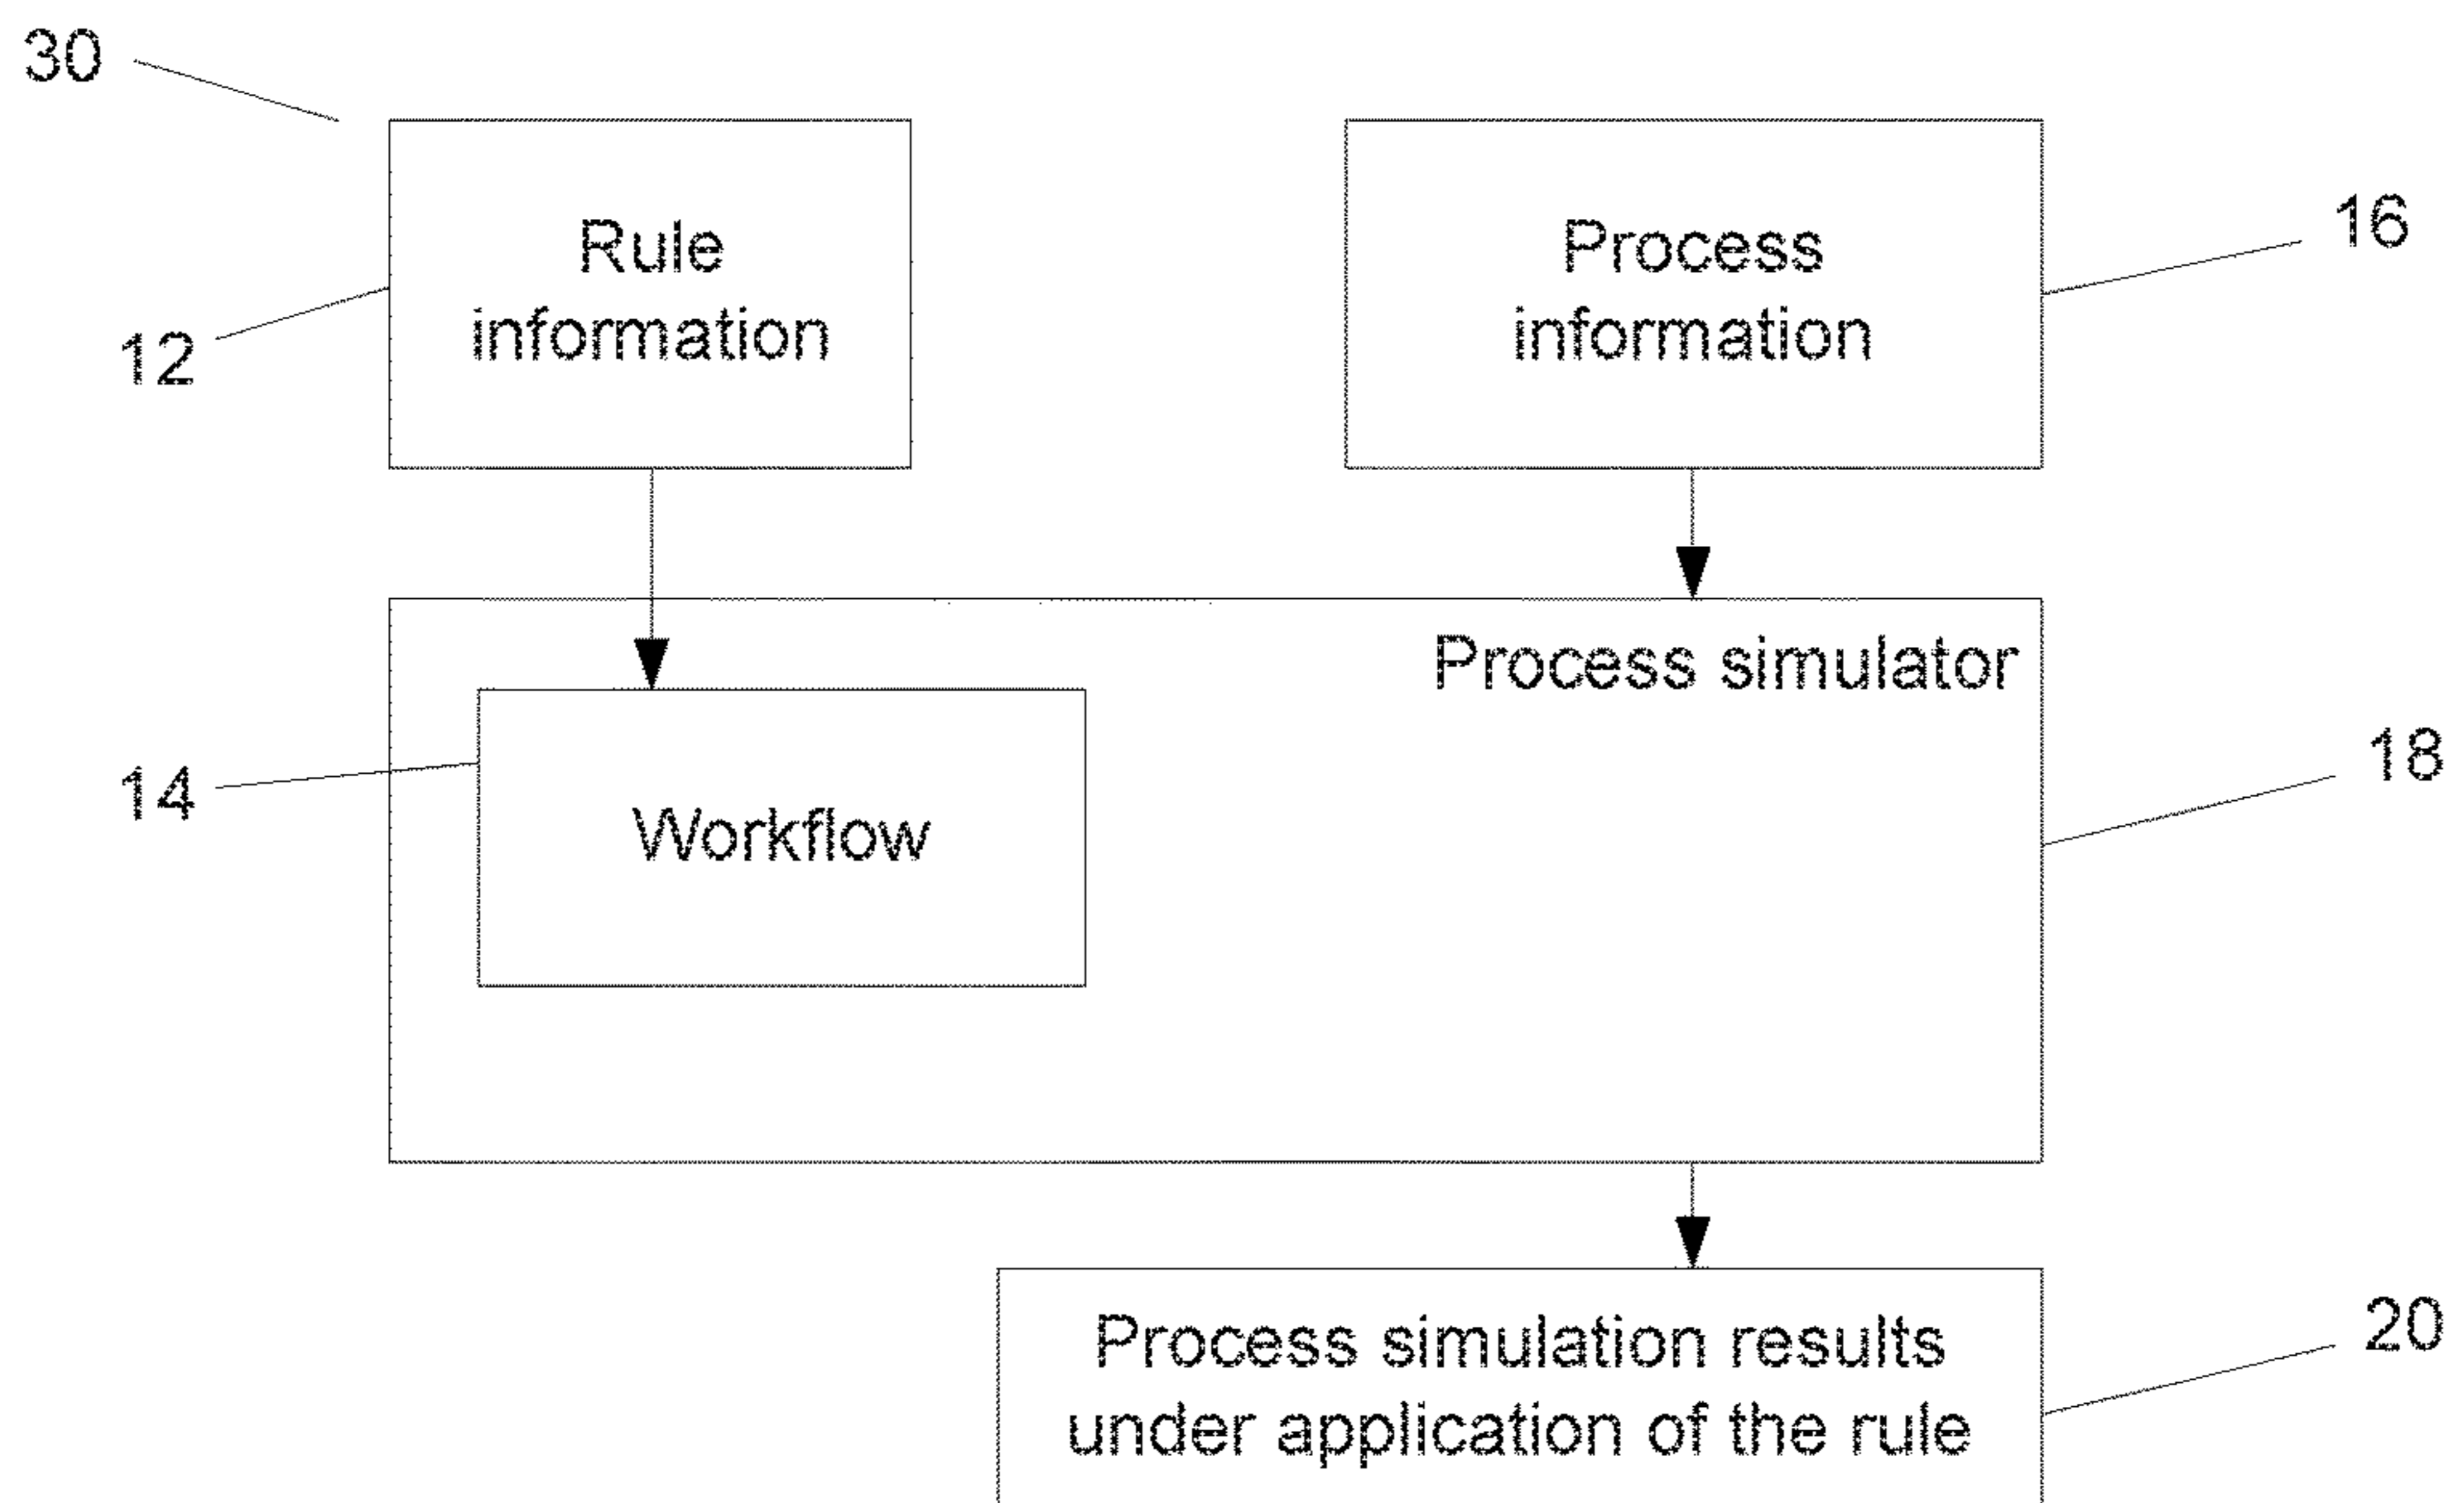 30
Rule
information
12
Process
information
16
Process simulator
14
Workflow
18
Process simulation results
under application of the rule
20